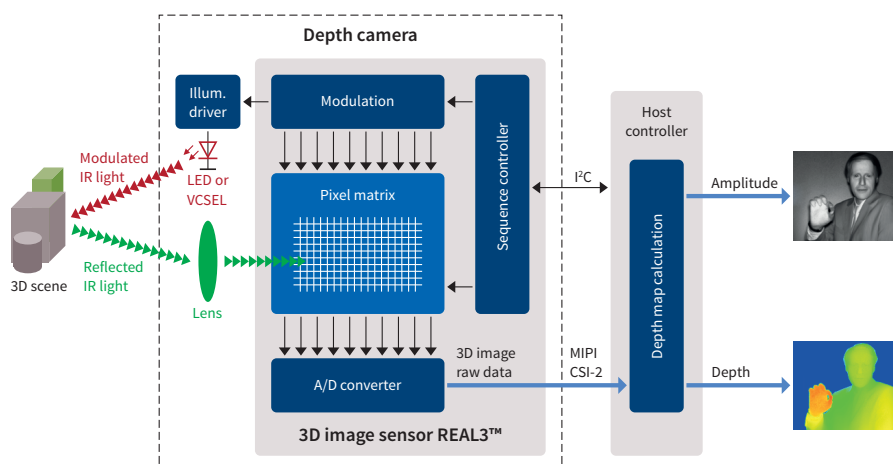 Depth camera
Illum.
driver
Modulation
Sequence controller
Host
controller
Modulated
IR light
LED or
VCSEL
Pixel matrix
I²C
Amplitude
Depth map calculation
3D scene
Reflected
IR light
Lens
3D image
raw data
MIPI
CSI-2
Depth
A/D converter
3D image sensor REAL3™